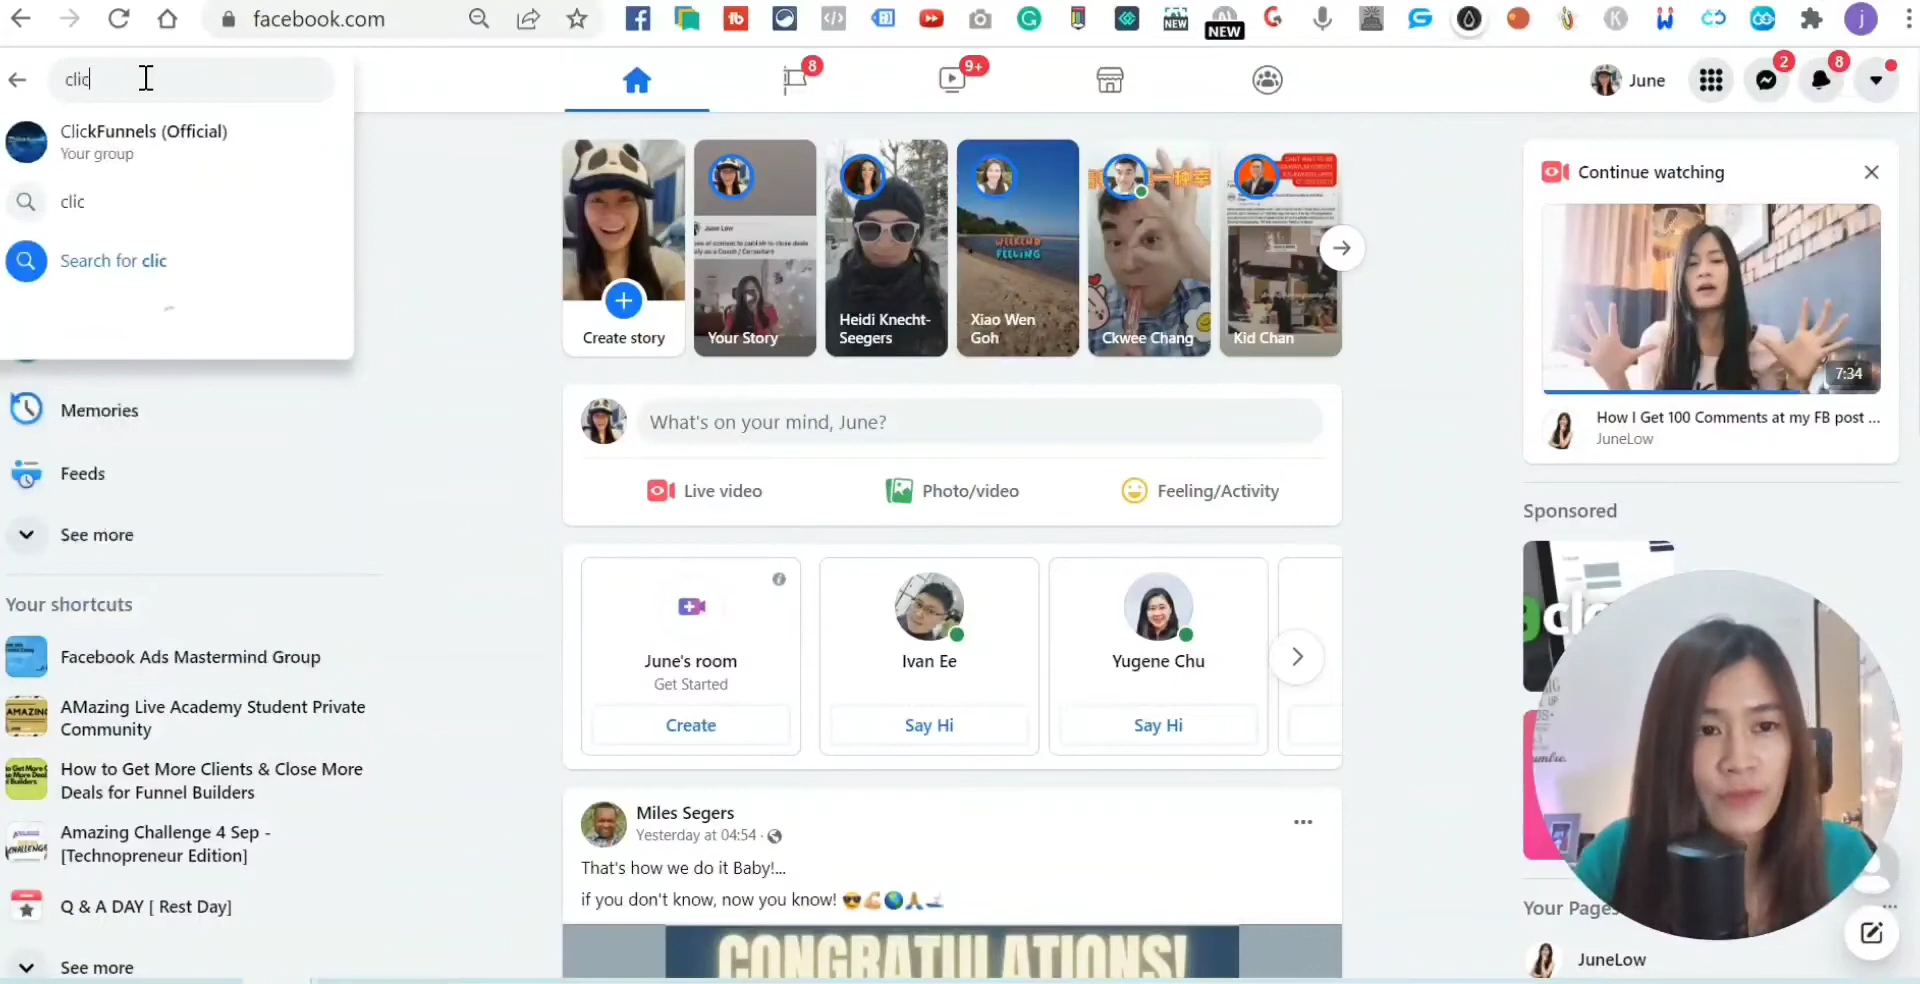 facebook.com
NEW
NEW
j
clic
8
9+
June
2
8
ClickFunnels (Official)
Your group
clic
Search for clic
Memories
Feeds
See more
Your shortcuts
Facebook Ads Mastermind Group
AMazing Live Academy Student Private
Community
How to Get More Clients & Close More
Deals for Funnel Builders
Amazing Challenge 4 Sep -
[Technopreneur Edition]
Q & A DAY [ Rest Day]
See more
Create story
June Low
Your Story
Heidi Knecht-
Seegers
WEEKEND
FEELING
Xiao Wen
Goh
Ckwee Chang
Kid Chan
What's on your mind, June?
Live video
Photo/video
Feeling/Activity
June's room
Get Started
Create
Ivan Ee
Say Hi
Yugene Chu
Say Hi
Miles Segers
Yesterday at 04:54 ·
That's how we do it Baby!...
if you don't know, now you know!
CONGRATULATIONS!
Continue watching
7:34
How I Get 100 Comments at my FB post ...
JuneLow
Sponsored
Your Pages
JuneLow